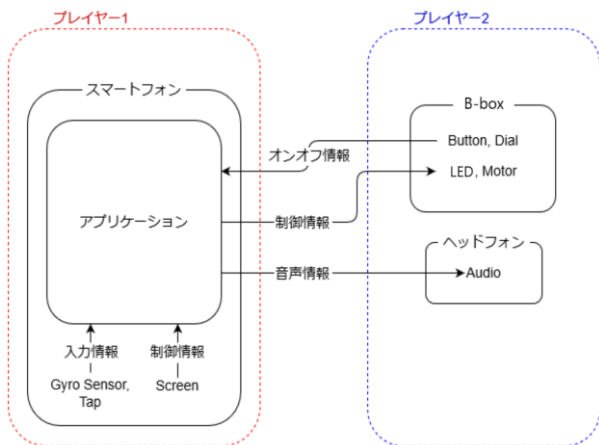 プレイヤー1
プレイヤー2
スマートフォン
B-box
Button, Dial
オンオフ情報
LED, Motor
アプリケーション
制御情報
ヘッドフォン
音声情報
Audio
入力情報
制御情報
Gyro Sensor,
Tap
Screen